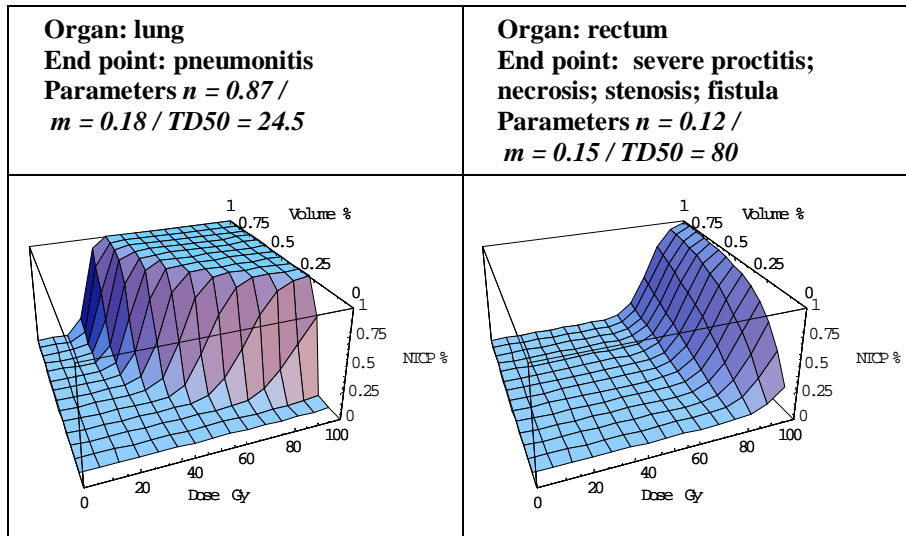 Organ: lung
End point: pneumonitis
Parameters n = 0.87 /
m = 0.18 / TD50 = 24.5
Organ: rectum
End point: severe proctitis;
necrosis; stenosis; fistula
Parameters n = 0.12 /
m = 0.15 / TD50 = 80
1
Volume %
0.75
0.5
0.25
0
1
0.75
NTCP %
0.5
0.25
0
100
80
60
40
20
0
Dose Gy
1
Volume %
0.75
0.5
0.25
0
1
0.75
NTCP %
0.5
0.25
0
100
80
60
40
20
0
Dose Gy